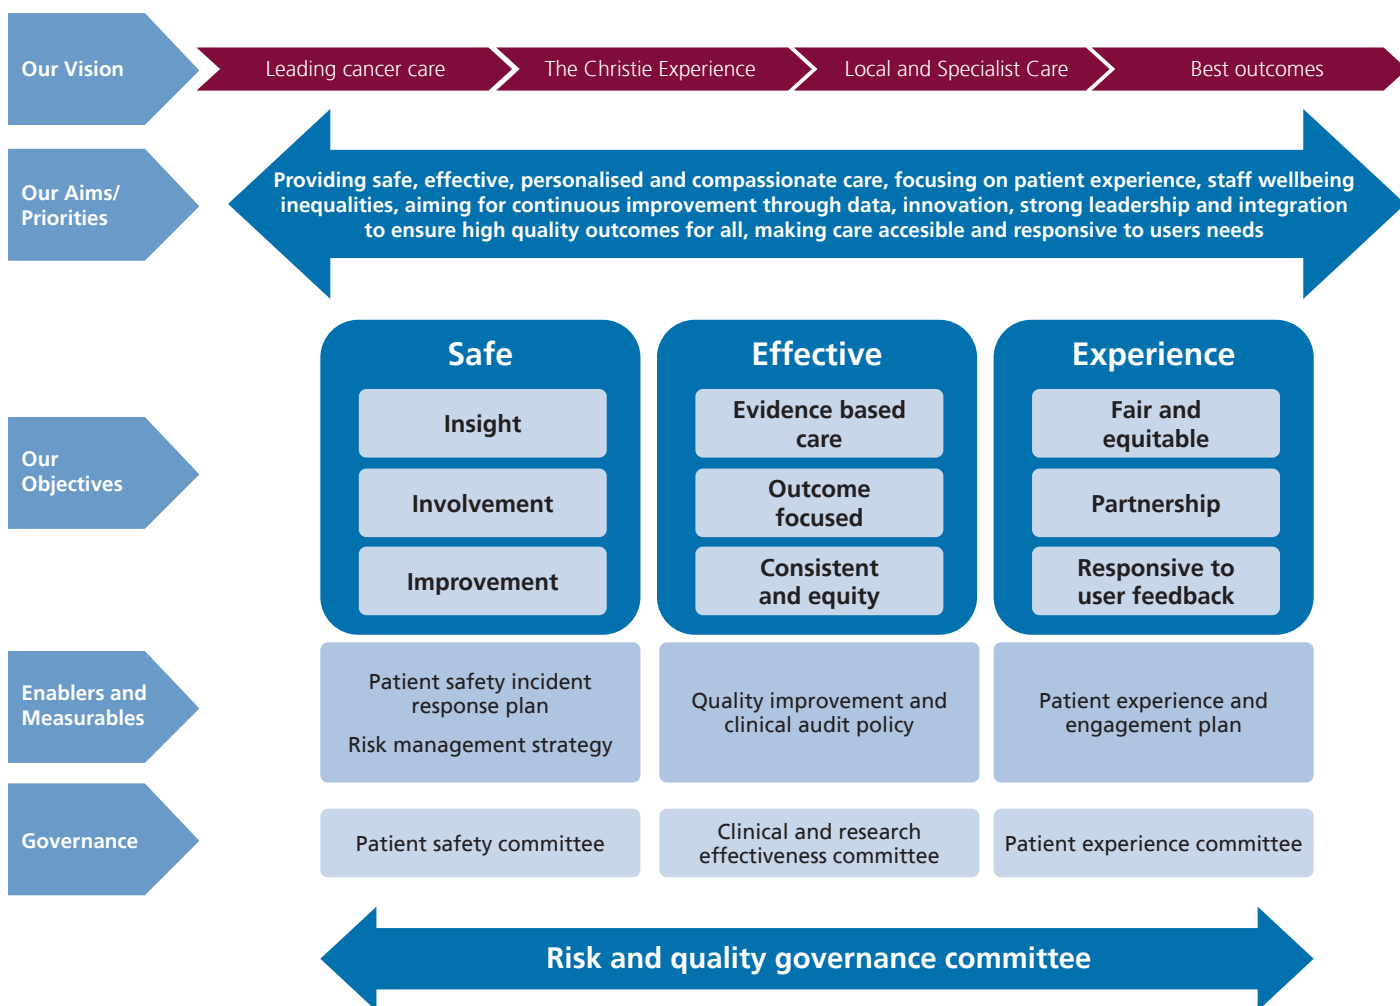 Our Vision
Leading cancer care
The Christie Experience
Local and Specialist Care
Best outcomes
Our Aims/
Priorities
Providing safe, effective, personalised and compassionate care, focusing on patient experience, staff wellbeing
inequalities, aiming for continuous improvement through data, innovation, strong leadership and integration
to ensure high quality outcomes for all, making care accesible and responsive to users needs
Our
Objectives
Safe
Insight
Involvement
Improvement
Effective
Evidence based
care
Outcome
focused
Consistent
and equity
Experience
Fair and
equitable
Partnership
Responsive to
user feedback
Enablers and
Measurables
Patient safety incident
response plan
Risk management strategy
Quality improvement and
clinical audit policy
Patient experience and
engagement plan
Governance
Patient safety committee
Clinical and research
effectiveness committee
Patient experience committee
Risk and quality governance committee